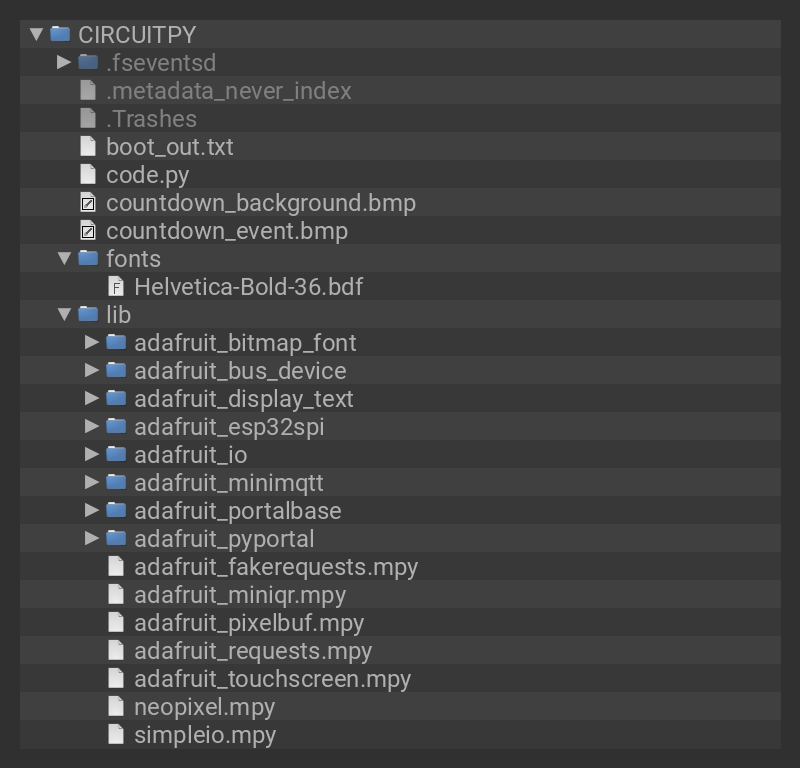 CIRCUITPY
.fseventsd
.metadata_never_index
.Trashes
boot_out.txt
code.py
countdown_background.bmp
countdown_event.bmp
fonts
Helvetica-Bold-36.bdf
lib
adafruit_bitmap_font
adafruit_bus_device
adafruit_display_text
adafruit_esp32spi
adafruit_io
adafruit_minimqtt
adafruit_portalbase
adafruit_pyportal
adafruit_fakerequests.mpy
adafruit_miniqr.mpy
adafruit_pixelbuf.mpy
adafruit_requests.mpy
adafruit_touchscreen.mpy
neopixel.mpy
simpleio.mpy